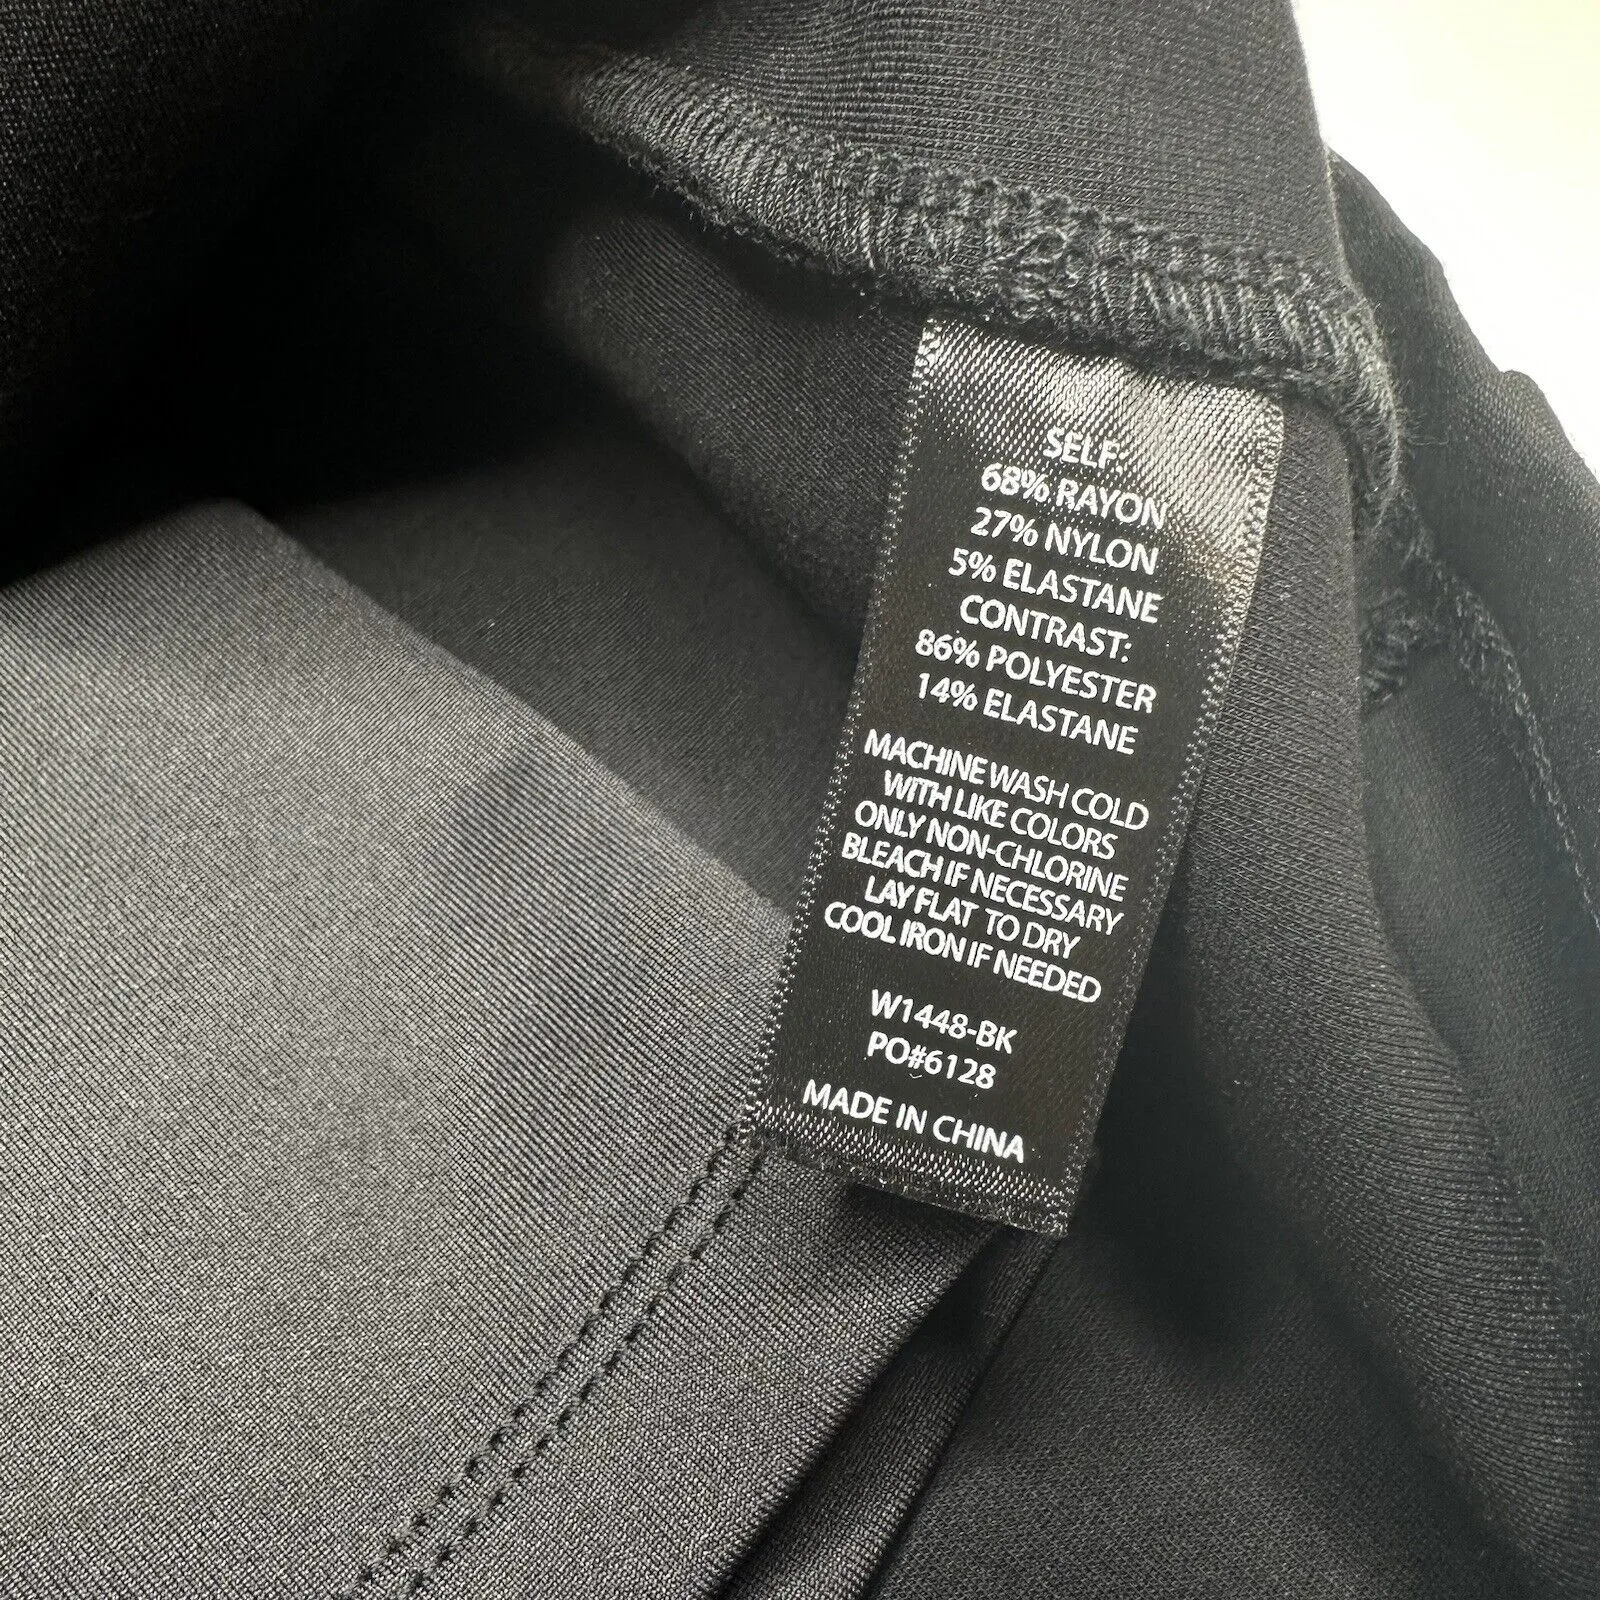 SELF:
68% RAYON
27% NYLON
5% ELASTANE
CONTRAST:
86% POLYESTER
14% ELASTANE
MACHINE WASH COLD
WITH LIKE COLORS
ONLY NON-CHLORINE
BLEACH IF NECESSARY
LAY FLAT TO DRY
COOL IRON IF NEEDED
W1448-BK
PO#6128
MADE IN CHINA